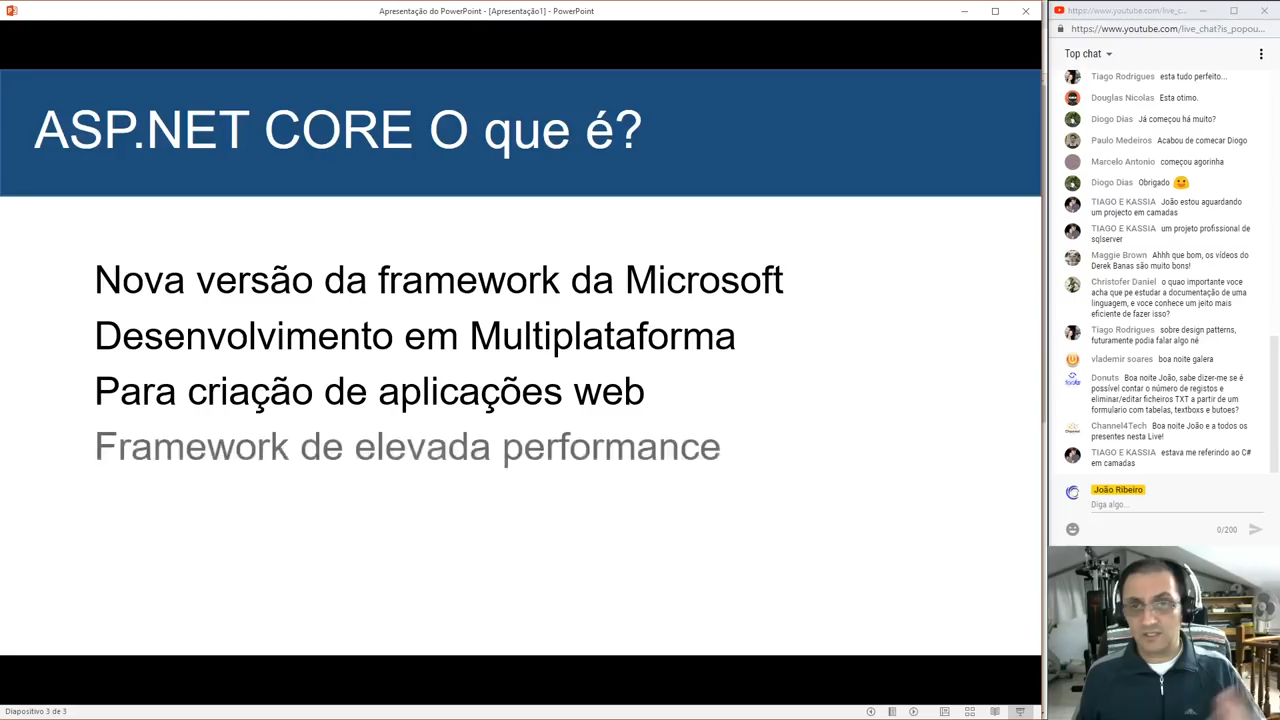 Apresentação do PowerPoint - [Apresentação1] - PowerPoint
ASP.NET CORE O que é?
Nova versão da framework da Microsoft
Desenvolvimento em Multiplataforma
Para criação de aplicações web
Framework de elevada performance
Diapositivo 3 de 3
https://www.youtube.com/live_c...
https://www.youtube.com/live_chat?is_popou...
Top chat
Tiago Rodrigues esta tudo perfeito...
Douglas Nicolas Esta otimo.
Diogo Dias Já começou há muito?
Paulo Medeiros Acabou de comecar Diogo
Marcelo Antonio começou agorinha
Diogo Dias Obrigado
TIAGO E KASSIA João estou aguardando
um projecto em camadas
TIAGO E KASSIA um projeto profissional de
sqlserver
Maggie Brown Ahhh que bom, os vídeos do
Derek Banas são muito bons!
Christofer Daniel o quao importante voce
acha que pe estudar a documentação de uma
linguagem, e voce conhece um jeito mais
eficiente de fazer isso?
Tiago Rodrigues sobre design patterns,
futuramente podia falar algo né
vlademir soares boa noite galera
Donuts Boa noite João, sabe dizer-me se é
possível contar o número de registos e
eliminar/editar ficheiros TXT a partir de um
formulario com tabelas, textboxs e butoes?
Channel4Tech Boa noite João e a todos os
presentes nesta Live!
TIAGO E KASSIA estava me referindo ao C#
em camadas
João Ribeiro
Diga algo...
0/200